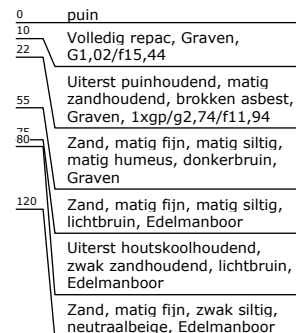 0
puin
10
Volledig repac, Graven,
G1,02/f15,44
22
Uiterst puinhoudend, matig
zandhoudend, brokken asbest,
Graven, 1xgp/g2,74/f11,94
55
Zand, matig fijn, matig siltig,
matig humeus, donkerbruin,
Graven
75
80
Zand, matig fijn, matig siltig,
lichtbruin, Edelmanboor
120
Uiterst houtskoolhoudend,
zwak zandhoudend, lichtbruin,
Edelmanboor
Zand, matig fijn, zwak siltig,
neutraalbeige, Edelmanboor